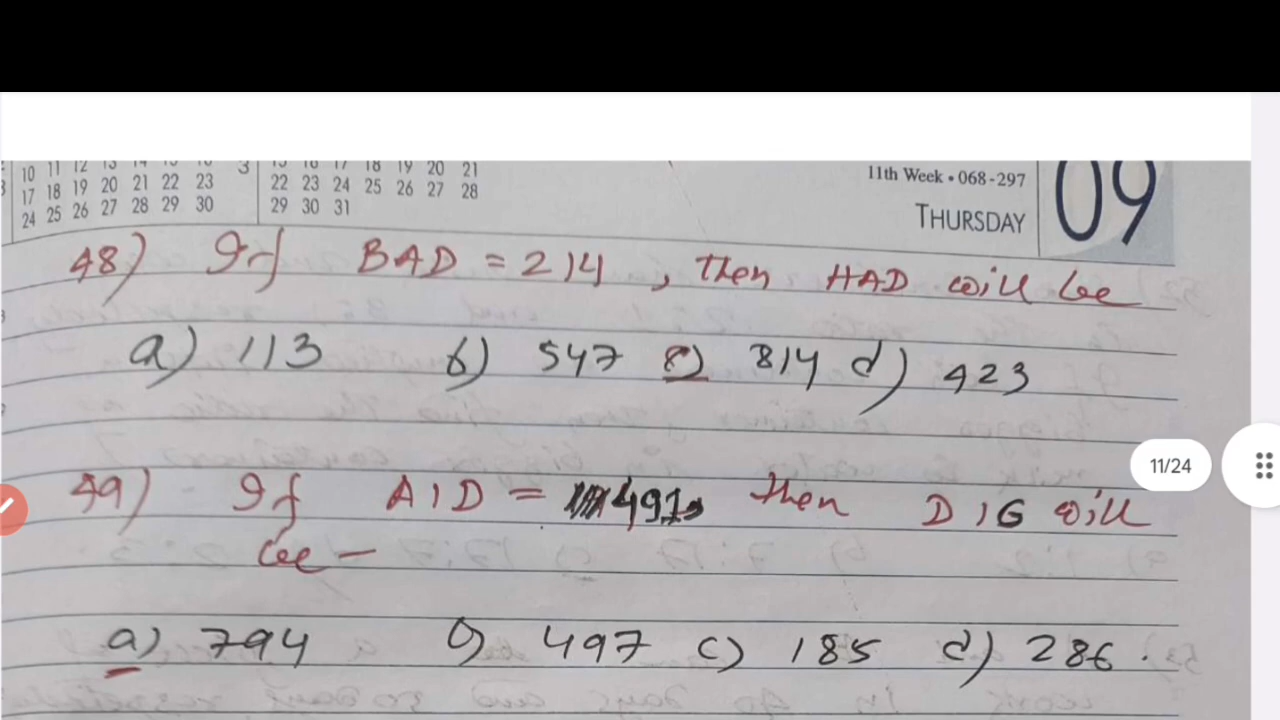 10 11 12 13 14 15 16 3
17 18 19 20 21 22 23
24 25 26 27 28 29 30
15 16 17 18 19 20 21
22 23 24 25 26 27 28
29 30 31
11th Week • 068-297
THURSDAY
09
48) If BAD = 214, then HAD will be
a) 113 b) 547 c) 814 d) 423
11/24
49) If AID = 491, then DIG will
be —
a) 794 b) 497 c) 185 d) 286.